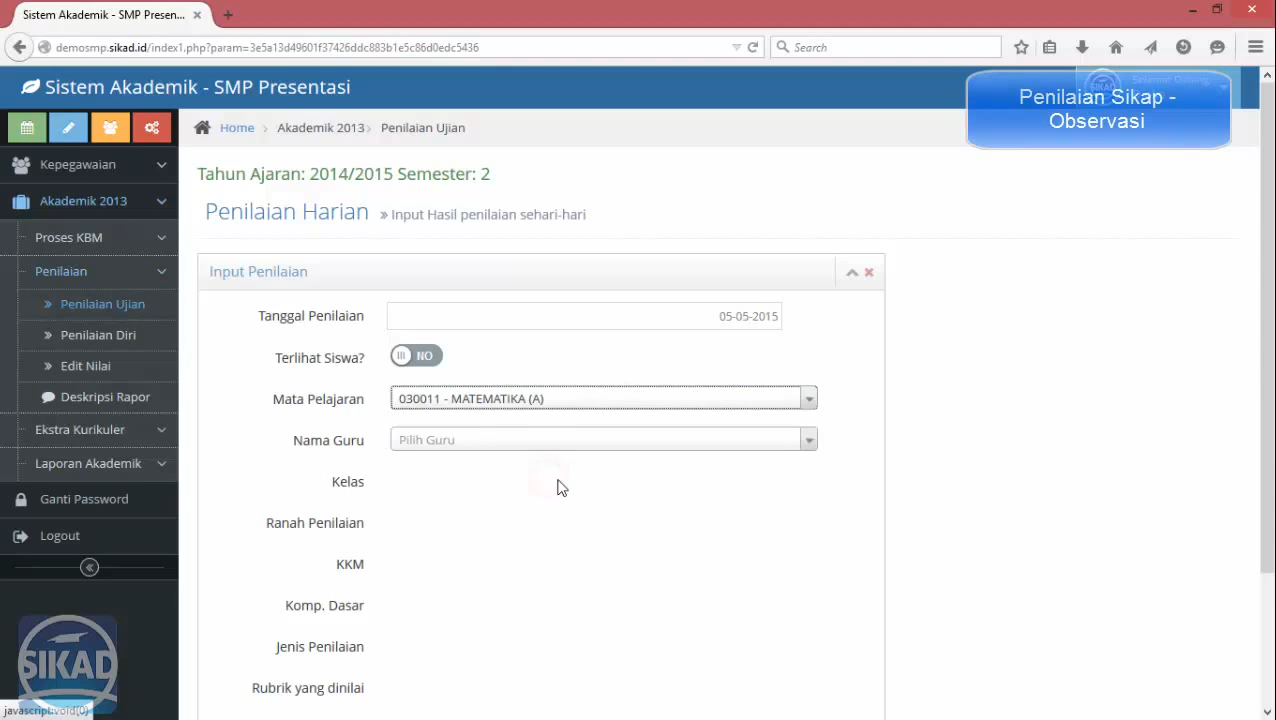 Sistem Akademik - SMP Presen...
demosmp.sikad.id/index1.php?param=3e5a13d49601f37426ddc883b1e5c86d0edc5436
Search
Sistem Akademik - SMP Presentasi
Selamat Datang,
Penilaian Sikap -
Observasi
Home
Akademik 2013
Penilaian Ujian
Kepegawaian
Akademik 2013
Proses KBM
Penilaian
Penilaian Ujian
Penilaian Diri
Edit Nilai
Deskripsi Rapor
Ekstra Kurikuler
Laporan Akademik
Ganti Password
Logout
SIKAD
javascript:void(0)
Tahun Ajaran: 2014/2015 Semester: 2
Penilaian Harian » Input Hasil penilaian sehari-hari
Input Penilaian
Tanggal Penilaian 05-05-2015
Terlihat Siswa? NO
Mata Pelajaran 030011 - MATEMATIKA (A)
Nama Guru Pilih Guru
Kelas
Ranah Penilaian
KKM
Komp. Dasar
Jenis Penilaian
Rubrik yang dinilai